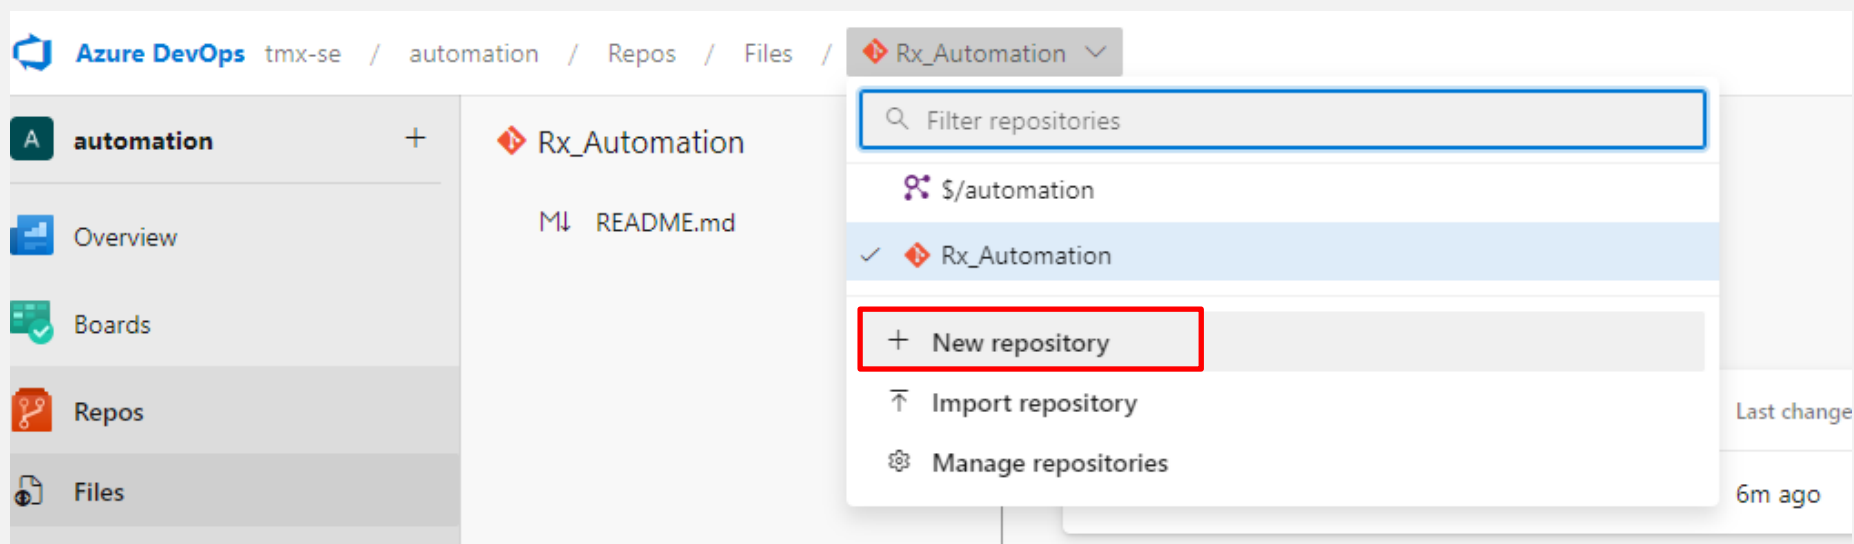 Azure DevOps tmx-se / automation / Repos / Files / Rx_Automation
A automation +
Rx_Automation
M↓ README.md
Overview
Boards
Repos
Files
Filter repositories
$/automation
Rx_Automation
+ New repository
Import repository
Manage repositories
Last change
6m ago